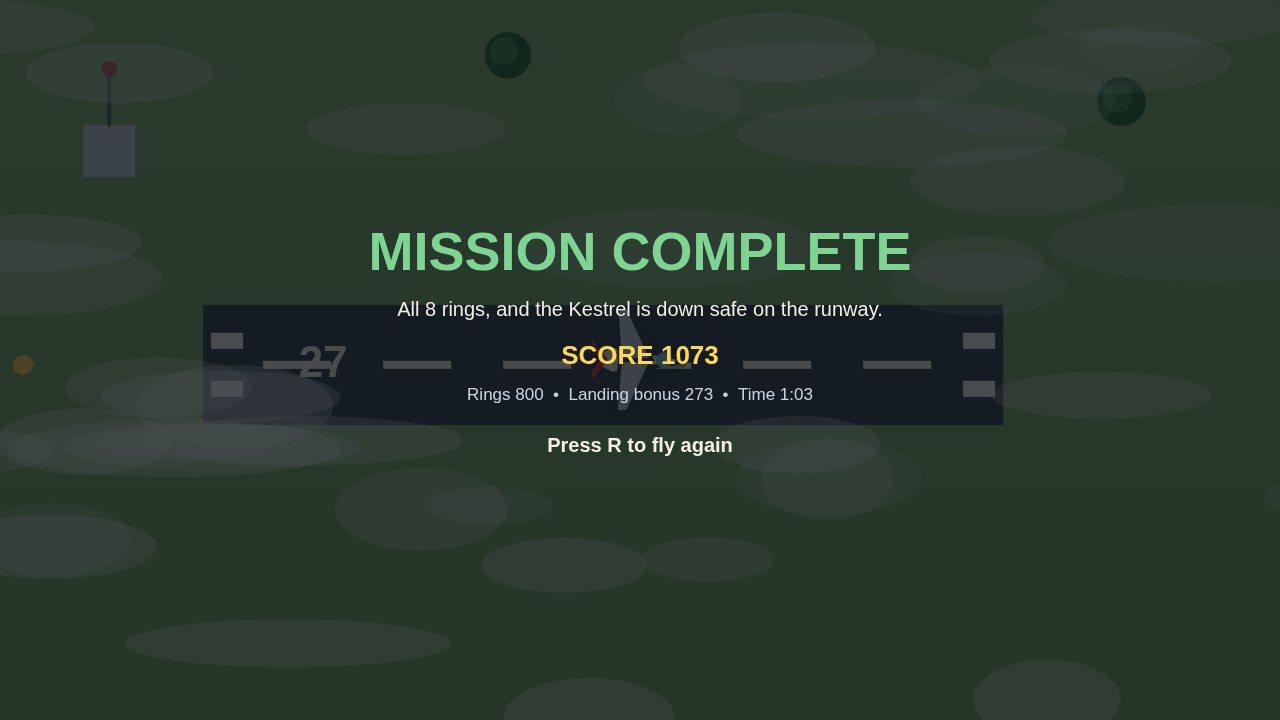 MISSION COMPLETE
All 8 rings, and the Kestrel is down safe on the runway.
27
SCORE 1073
Rings 800 • Landing bonus 273 • Time 1:03
Press R to fly again